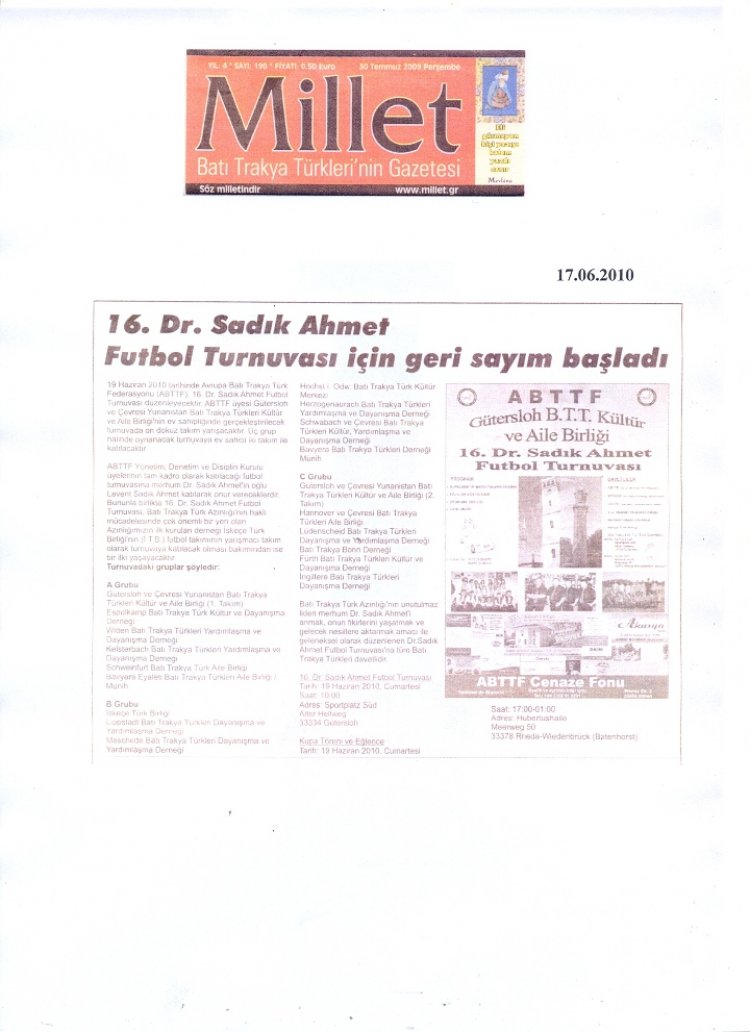 YIL: 4 * SAYI: 190 * FİYATI: 0.50 Euro 30 Temmuz 2009 Perşembe
Millet
Batı Trakya Türkleri'nin Gazetesi
Söz milletindir www.millet.gr
Mevlâna
17.06.2010
16. Dr. Sadık Ahmet
Futbol Turnuvası için geri sayım başladı
19 Haziran 2010 tarihinde Avrupa Batı Trakya Türk
Federasyonu (ABTTF), 16. Dr. Sadık Ahmet Futbol
Turnuvası düzenleyecektir. ABTTF üyesi Gütersloh
ve Çevresi Yunanistan Batı Trakya Türkleri Kültür
ve Aile Birliği'nin ev sahipliğinde gerçekleştirilecek
turnuvada on dokuz takım yarışacaktır. Üç grup
halinde oynanacak turnuvaya ev sahibi iki takım ile
katılacaktır.
ABTTF Yönetim, Denetim ve Disiplin Kurulu
üyelerinin tam kadro olarak katılacağı futbol
turnuvasına merhum Dr. Sadık Ahmet'in oğlu
Levent Sadık Ahmet katılarak onur vereceklerdir.
Bununla birlikte 16. Dr. Sadık Ahmet Futbol
Turnuvası, Batı Trakya Türk Azınlığı'nın haklı
mücadelesinde çok önemli bir yeri olan
Azınlığımızın ilk kurulan derneği İskeçe Türk
Birliği'nin (İTB) futbol takımının yarışmacı takım
olarak turnuvaya katılacak olması bakımından ise
bir ilki yaşayacaktır.
Turnuvadaki gruplar şöyledir:
A Grubu
Gütersloh ve Çevresi Yunanistan Batı Trakya
Türkleri Kültür ve Aile Birliği (1. Takım)
Espelkamp Batı Trakya Türk Kültür ve Dayanışma
Derneği
Witten Batı Trakya Türkleri Yardımlaşma ve
Dayanışma Derneği
Kelsterbach Batı Trakya Türkleri Yardımlaşma ve
Dayanışma Derneği
Schweinfurt Batı Trakya Türk Aile Birliği
Bavyera Eyaleti Batı Trakya Türkleri Aile Birliği /
Münih
B Grubu
İskeçe Türk Birliği
Lippstadt Batı Trakya Türkleri Dayanışma ve
Yardımlaşma Derneği
Meschede Batı Trakya Türkleri Dayanışma ve
Yardımlaşma Derneği
Höchst i. Odw. Batı Trakya Türk Kültür
Merkezi
Herzogenaurach Batı Trakya Türkleri
Yardımlaşma ve Dayanışma Derneği
Schwabach ve Çevresi Batı Trakya
Türkleri Kültür, Yardımlaşma ve
Dayanışma Derneği
Bavyera Batı Trakya Türkleri Derneği
Münih
C Grubu
Gütersloh ve Çevresi Yunanistan Batı
Trakya Türkleri Kültür ve Aile Birliği (2.
Takım)
Hannover ve Çevresi Batı Trakya
Türkleri Aile Birliği
Lüdenscheid Batı Trakya Türkleri
Dayanışma ve Yardımlaşma Derneği
Batı Trakya Bonn Derneği
Fürth Batı Trakya Türkleri Kültür ve
Dayanışma Derneği
İngiltere Batı Trakya Türkleri
Dayanışma Derneği
Batı Trakya Türk Azınlığı'nın unutulmaz
lideri merhum Dr. Sadık Ahmet'i
anmak, onun fikirlerini yaşatmak ve
gelecek nesillere aktarmak amacı ile
geleneksel olarak düzenlenen Dr.Sadık
Ahmet Futbol Turnuvası'na tüm Batı
Trakya Türkleri davetlidir.
16. Dr. Sadık Ahmet Futbol Turnuvası
Tarih: 19 Haziran 2010, Cumartesi
Saat: 10:00
Adres: Sportplatz Süd
Alter Hellweg
33334 Gütersloh
Kupa Töreni ve Eğlence
Tarih: 19 Haziran 2010, Cumartesi
ABTTF
Gütersloh B.T.T. Kültür
ve Aile Birliği
16. Dr. Sadık Ahmet
Futbol Turnuvası
PROGRAM
ABTTF Cenaze Fonu
Saat: 17:00-01:00
Adres: Hubertushalle
Meerweg 50
33378 Rheda-Wiedenbrück (Batenhorst)